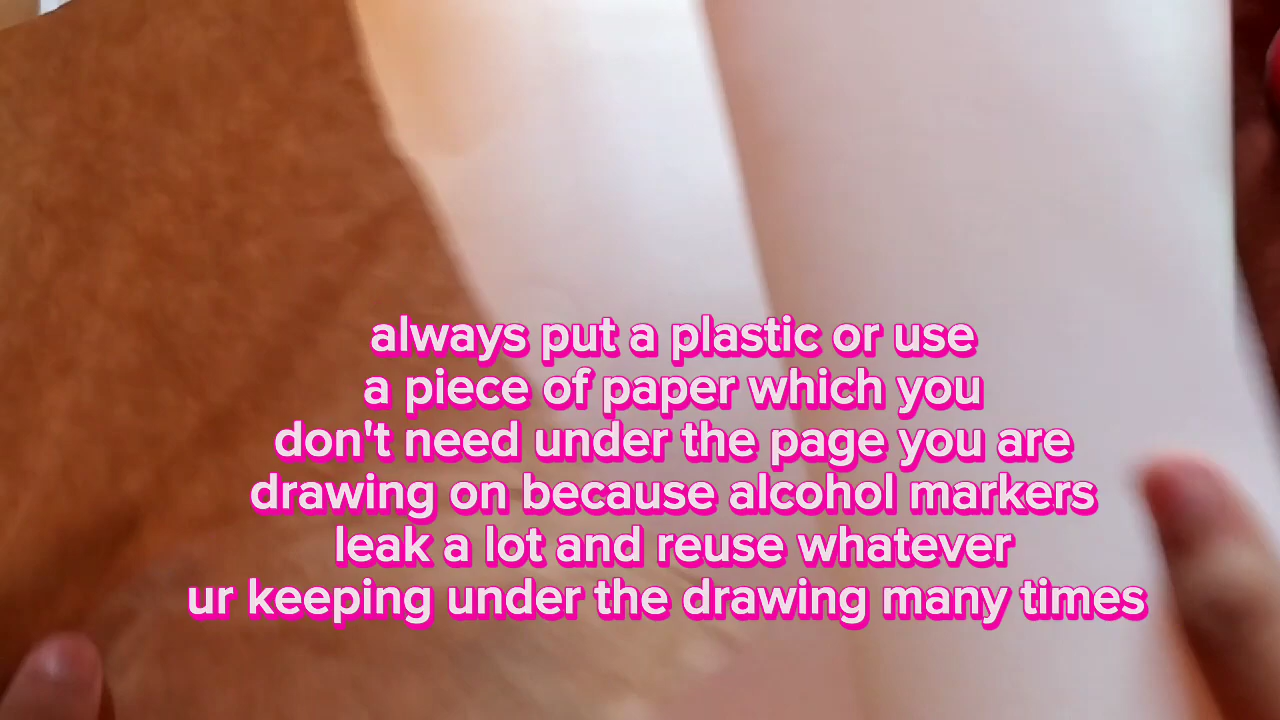 always put a plastic or use
a piece of paper which you
don't need under the page you are
drawing on because alcohol markers
leak a lot and reuse whatever
ur keeping under the drawing many times